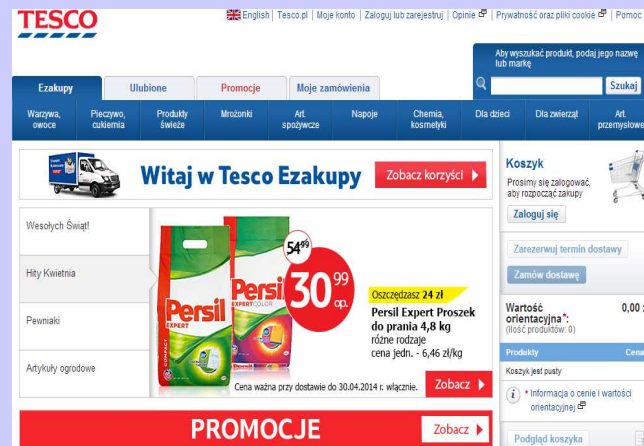 TESCO
English | Tesco.pl | Moje konto | Zaloguj lub zarejestruj | Opinie | Prywatność oraz pliki cookie | Pomoc
Aby wyszukać produkt, podaj jego nazwę
lub markę
Szukaj
Ezakupy Ulubione Promocje Moje zamówienia
Warzywa, owoce Pieczywo, cukiernia Produkty świeże Mrożonki Art. spożywcze Napoje Chemia, kosmetyki Dla dzieci Dla zwierząt Art. przemysłowe
Witaj w Tesco Ezakupy
Zobacz korzyści
Wesołych Świąt!
Hity Kwietnia
Pewniaki
Artykuły ogrodowe
Persil
EXPERT
Persil
EXPERT COLOR
54⁹⁹
30⁹⁹
op.
Oszczędzasz 24 zł
Persil Expert Proszek
do prania 4,8 kg
różne rodzaje
cena jedn. - 6,46 zł/kg
Cena ważna przy dostawie do 30.04.2014 r. włącznie.
Zobacz
PROMOCJE
Zobacz
Koszyk
Prosimy się zalogować,
aby rozpocząć zakupy
Zaloguj się
Zarezerwuj termin dostawy
Zamów dostawę
Wartość 0,00
orientacyjna*:
(Ilość produktów: 0)
Produkty Cena
Koszyk jest pusty
* Informacja o cenie i wartości
orientacyjnej
Podgląd koszyka